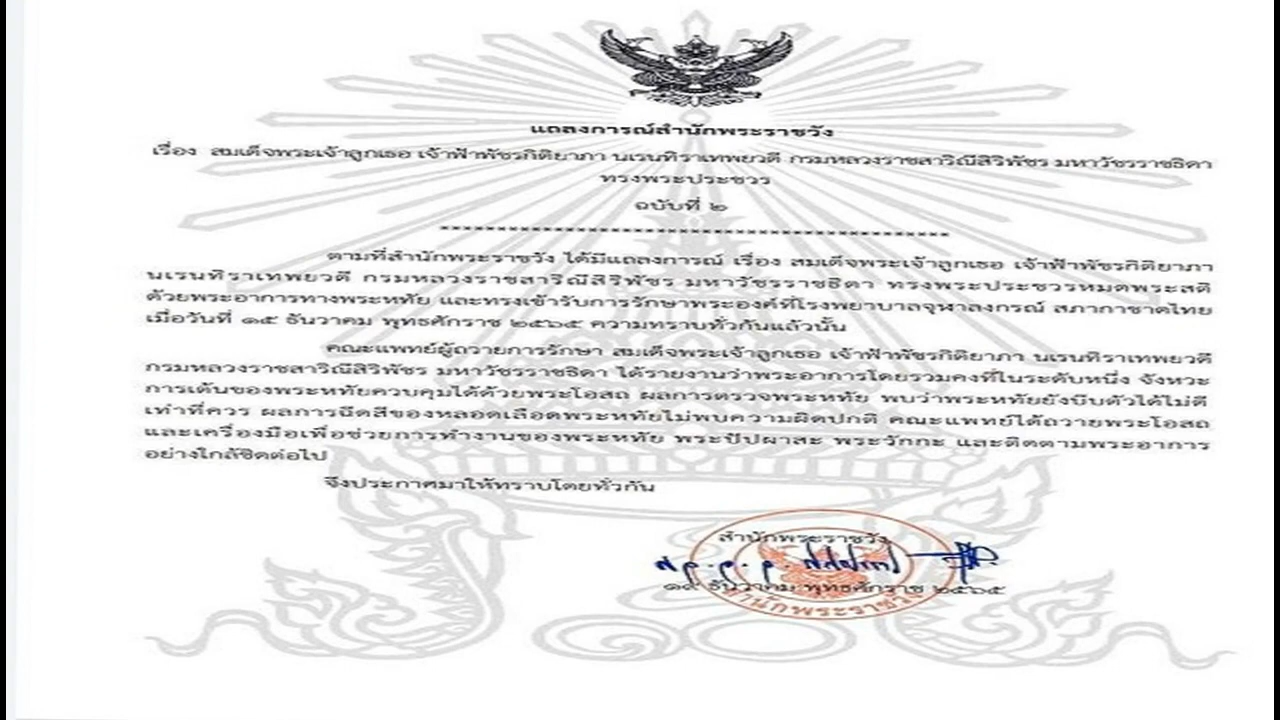 แถลงการณ์สำนักพระราชวัง
เรื่อง สมเด็จพระเจ้าลูกเธอ เจ้าฟ้าพัชรกิติยาภา นเรนทิราเทพยวดี กรมหลวงราชสาริณีสิริพัชร มหาวัชรราชธิดา
ทรงพระประชวร
ฉบับที่ ๒
ตามที่สำนักพระราชวัง ได้มีแถลงการณ์ เรื่อง สมเด็จพระเจ้าลูกเธอ เจ้าฟ้าพัชรกิติยาภา
นเรนทิราเทพยวดี กรมหลวงราชสาริณีสิริพัชร มหาวัชรราชธิดา ทรงพระประชวรหมดพระสติ
ด้วยพระอาการทางพระหทัย และทรงเข้ารับการรักษาพระองค์ที่โรงพยาบาลจุฬาลงกรณ์ สภากาชาดไทย
เมื่อวันที่ ๑๕ ธันวาคม พุทธศักราช ๒๕๖๕ ความทราบทั่วกันแล้วนั้น
คณะแพทย์ผู้ถวายการรักษา สมเด็จพระเจ้าลูกเธอ เจ้าฟ้าพัชรกิติยาภา นเรนทิราเทพยวดี
กรมหลวงราชสาริณีสิริพัชร มหาวัชรราชธิดา ได้รายงานว่าพระอาการโดยรวมคงที่ในระดับหนึ่ง จังหวะ
การเต้นของพระหทัยควบคุมได้ด้วยพระโอสถ ผลการตรวจพระหทัย พบว่าพระหทัยยังบีบตัวได้ไม่ดี
เท่าที่ควร ผลการฉีดสีของหลอดเลือดพระหทัยไม่พบความผิดปกติ คณะแพทย์ได้ถวายพระโอสถ
และเครื่องมือเพื่อช่วยการทำงานของพระหทัย พระปัปผาสะ พระวักกะ และติดตามพระอาการ
อย่างใกล้ชิดต่อไป
จึงประกาศมาให้ทราบโดยทั่วกัน
สำนักพระราชวัง
๑๙ ธันวาคม พุทธศักราช ๒๕๖๕
สำนักพระราชวัง